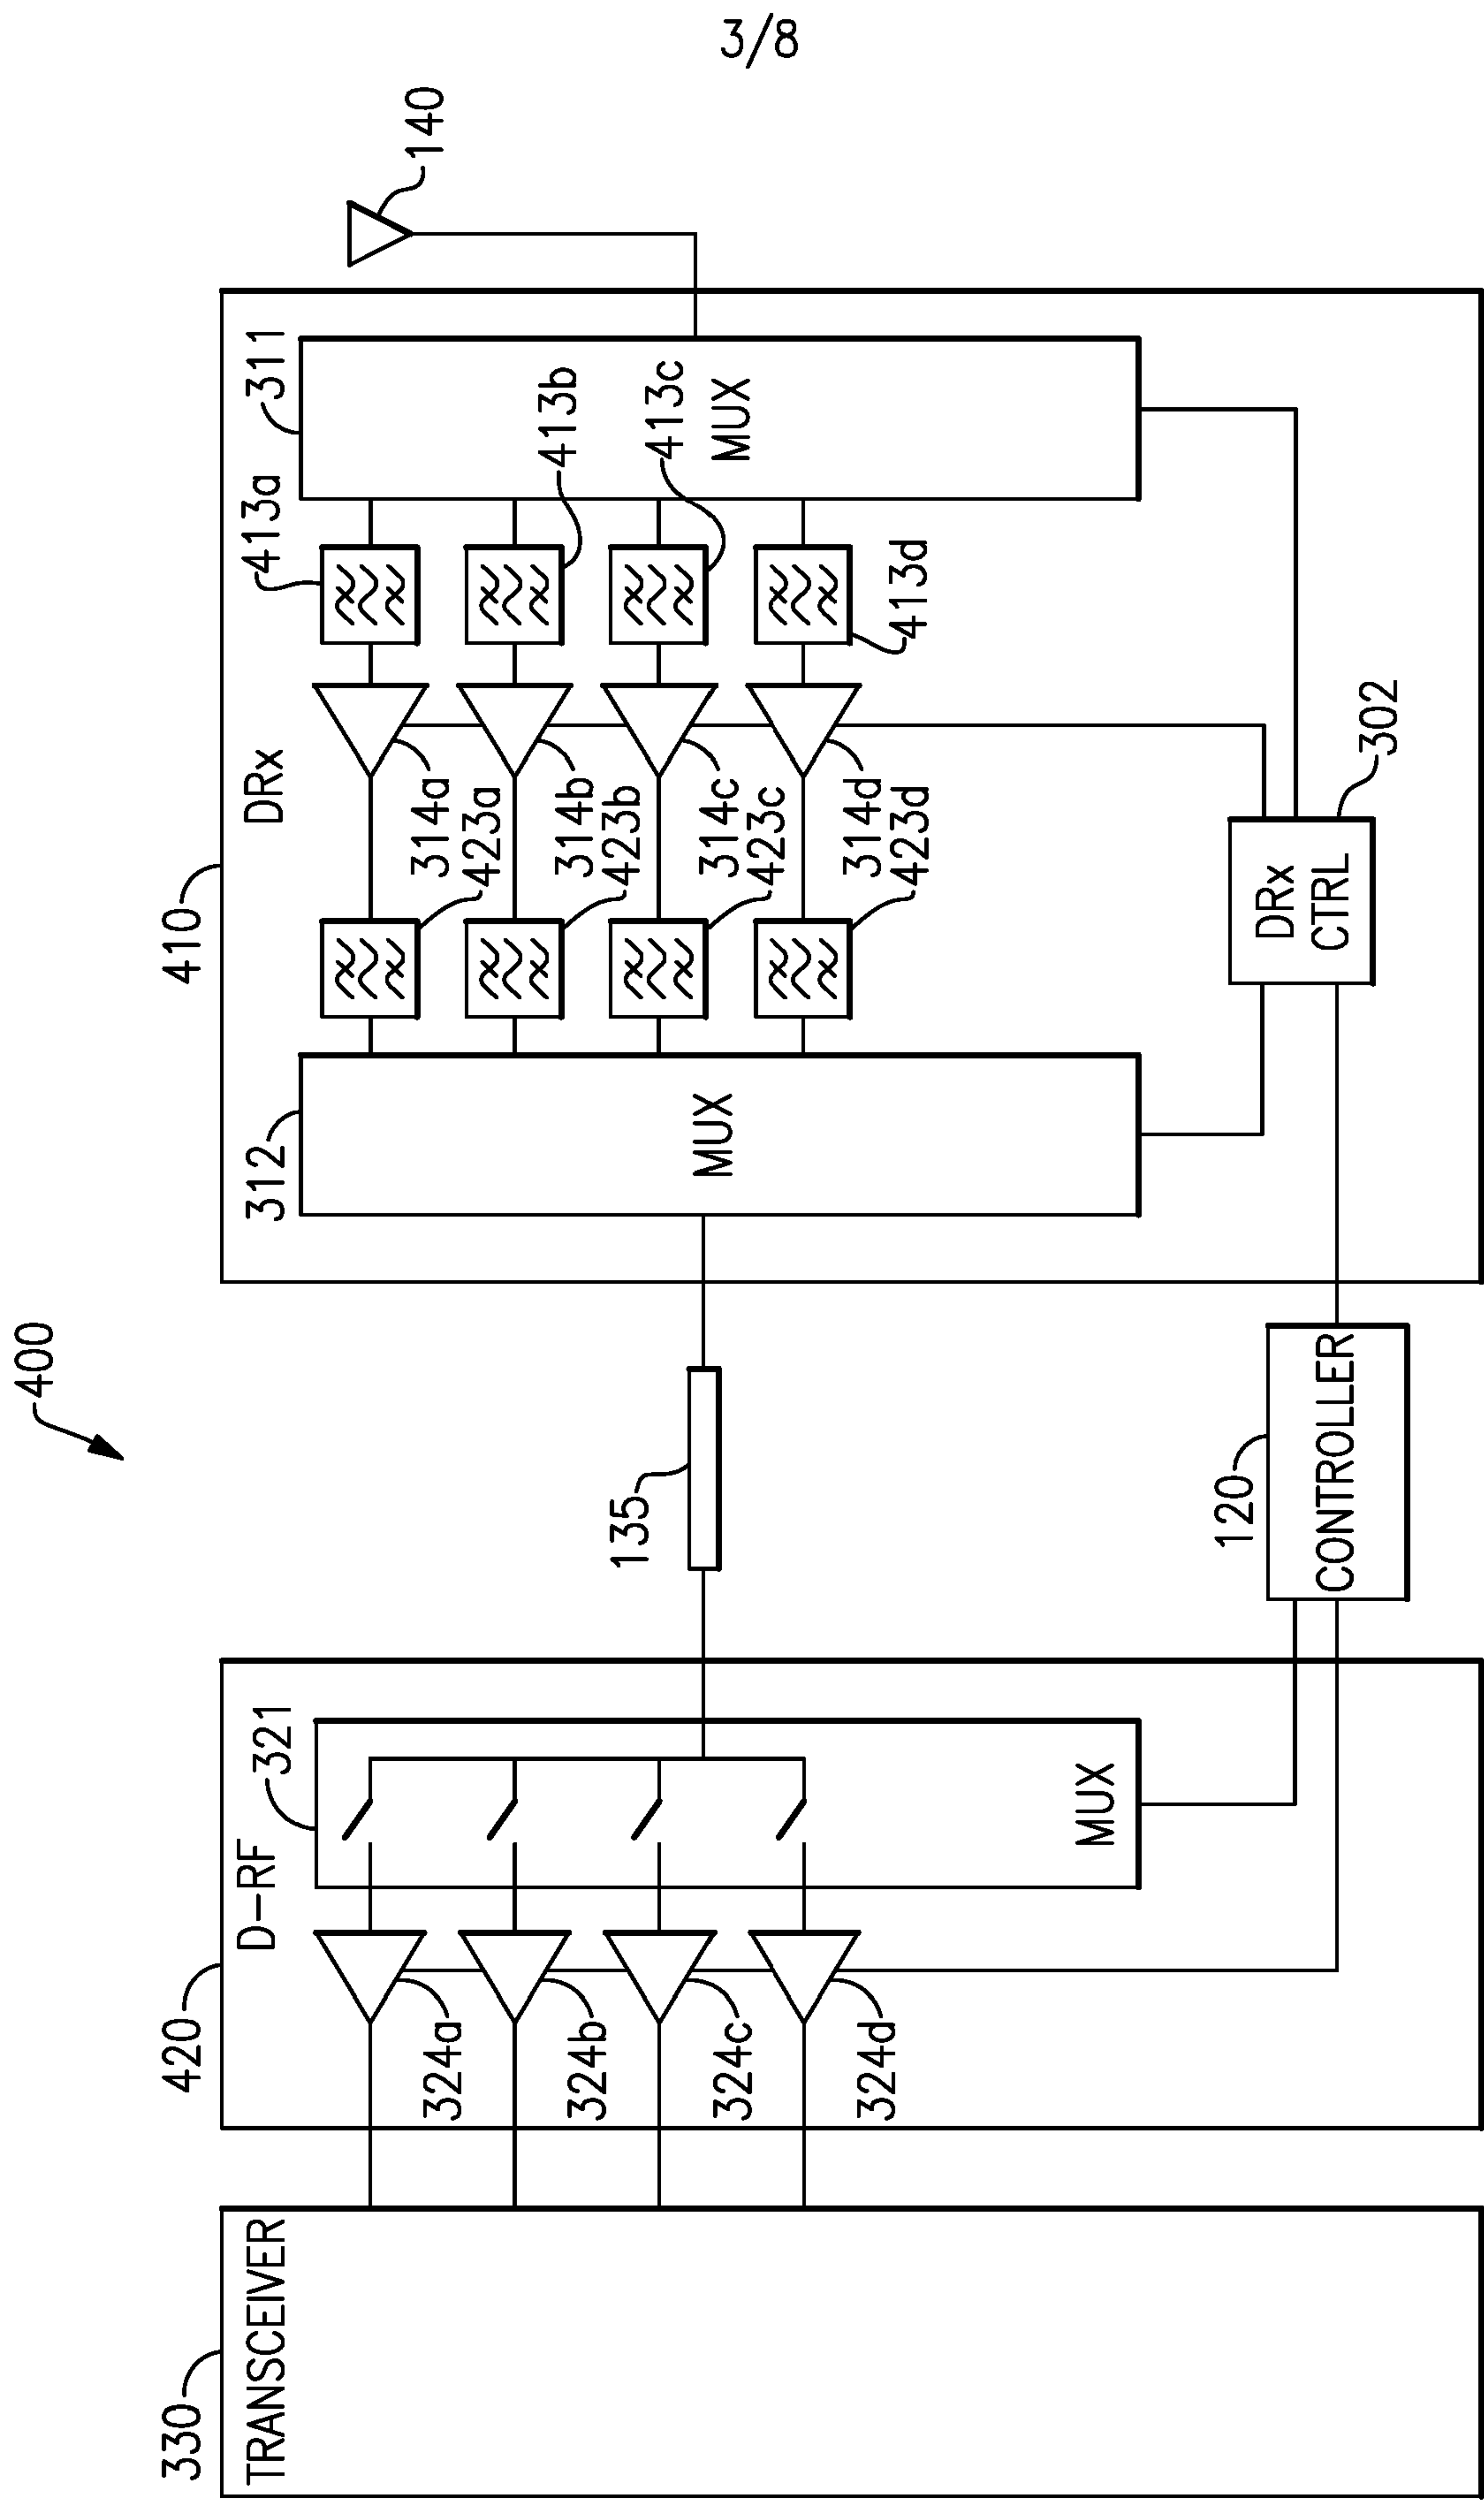 3/8
400
330
TRANSCEIVER
420
D-RF
321
324a
324b
324c
324d
MUX
135
120
CONTROLLER
410
DRx
312
MUX
423a
423b
423c
423d
314a
314b
314c
314d
413a
413b
413c
413d
311
MUX
DRx
CTRL
302
140